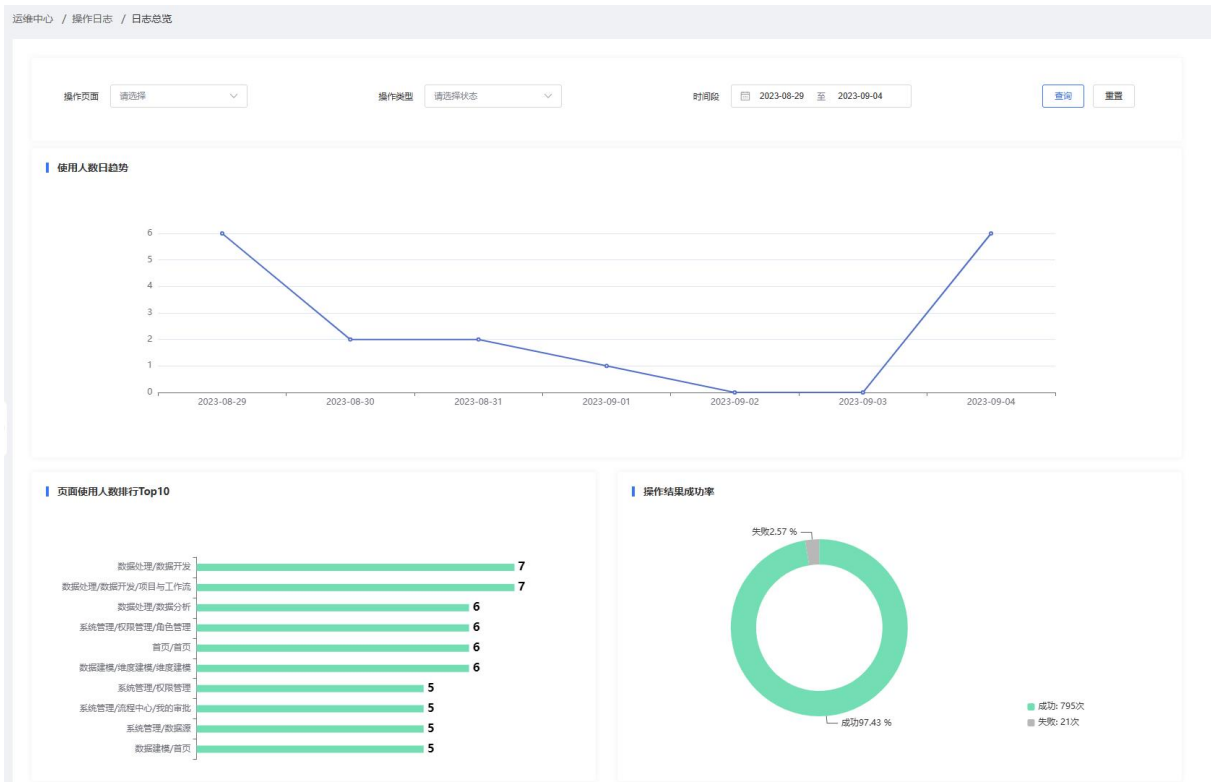 运维中心 / 操作日志 / 日志总览
操作页面 请选择 操作类型 请选择状态 时间段 2023-08-29 至 2023-09-04 查询 重置
使用人数日趋势
6
5
4
3
2
1
0
2023-08-29 2023-08-30 2023-08-31 2023-09-01 2023-09-02 2023-09-03 2023-09-04
页面使用人数排行Top10
数据处理/数据开发 7
数据处理/数据开发/项目与工作流 7
数据处理/数据分析 6
系统管理/权限管理/角色管理 6
首页/首页 6
数据建模/维度建模/维度建模 6
系统管理/权限管理 5
系统管理/流程中心/我的审批 5
系统管理/数据源 5
数据建模/首页 5
操作结果成功率
失败2.57 %
成功97.43 %
成功: 795次
失败: 21次